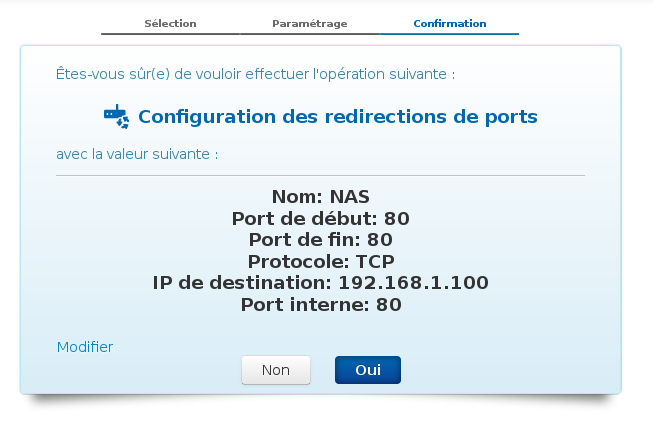 Sélection Paramétrage Confirmation
Êtes-vous sûr(e) de vouloir effectuer l'opération suivante :
Configuration des redirections de ports
avec la valeur suivante :
Nom: NAS
Port de début: 80
Port de fin: 80
Protocole: TCP
IP de destination: 192.168.1.100
Port interne: 80
Modifier
Non Oui